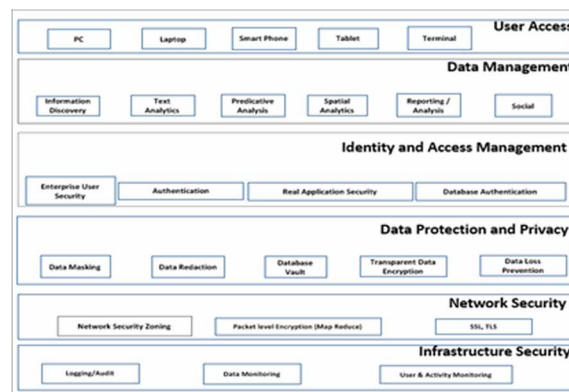 User Access
PC
Laptop
Smart Phone
Tablet
Terminal
Data Management
Information
Discovery
Text
Analytics
Predicative
Analysis
Spatial
Analytics
Reporting /
Analysis
Social
Identity and Access Management
Enterprise User
Security
Authentication
Real Application Security
Database Authentication
Data Protection and Privacy
Data Masking
Data Redaction
Database
Vault
Transparent Data
Encryption
Data Loss
Prevention
Network Security
Network Security Zoning
Packet level Encryption (Map Reduce)
SSL, TLS
Infrastructure Security
Logging/Audit
Data Monitoring
User & Activity Monitoring